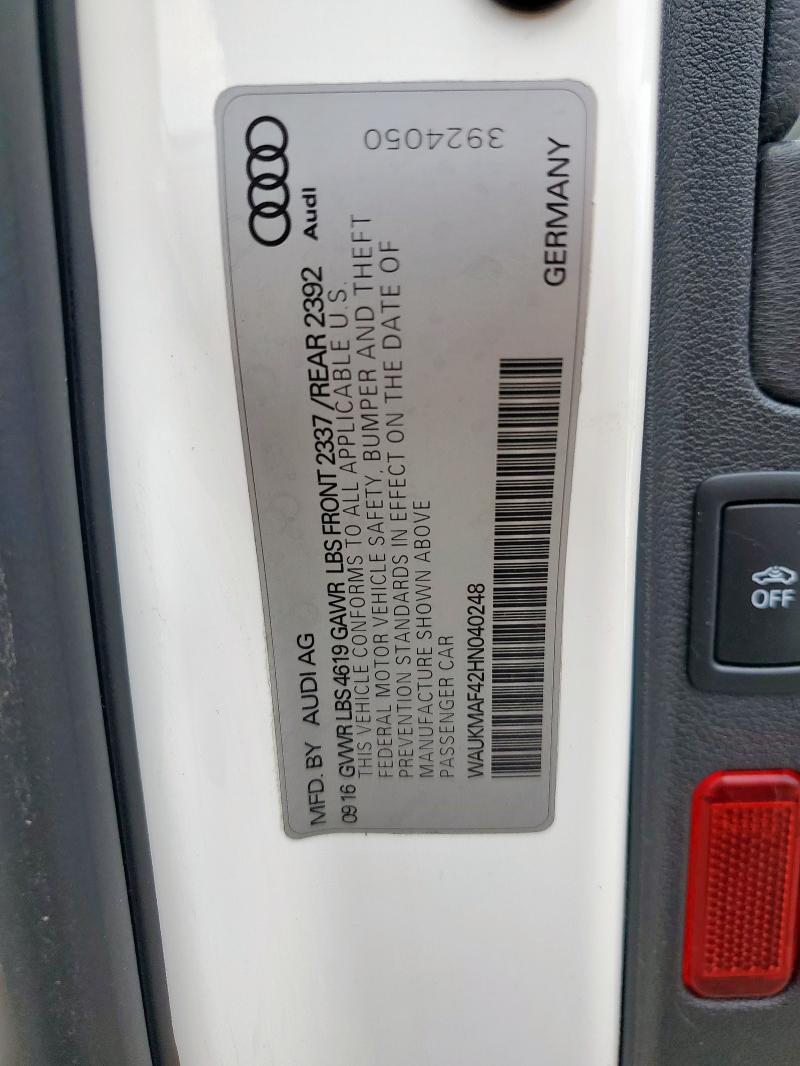 Audi
3924050
MFD. BY AUDI AG
09 16 GVWR LBS 4619 GAWR LBS FRONT 2337 /REAR 2392
THIS VEHICLE CONFORMS TO ALL APPLICABLE U.S.
FEDERAL MOTOR VEHICLE SAFETY, BUMPER AND THEFT
PREVENTION STANDARDS IN EFFECT ON THE DATE OF
MANUFACTURE SHOWN ABOVE
PASSENGER CAR
WAUKMAF42HN040248
GERMANY
OFF